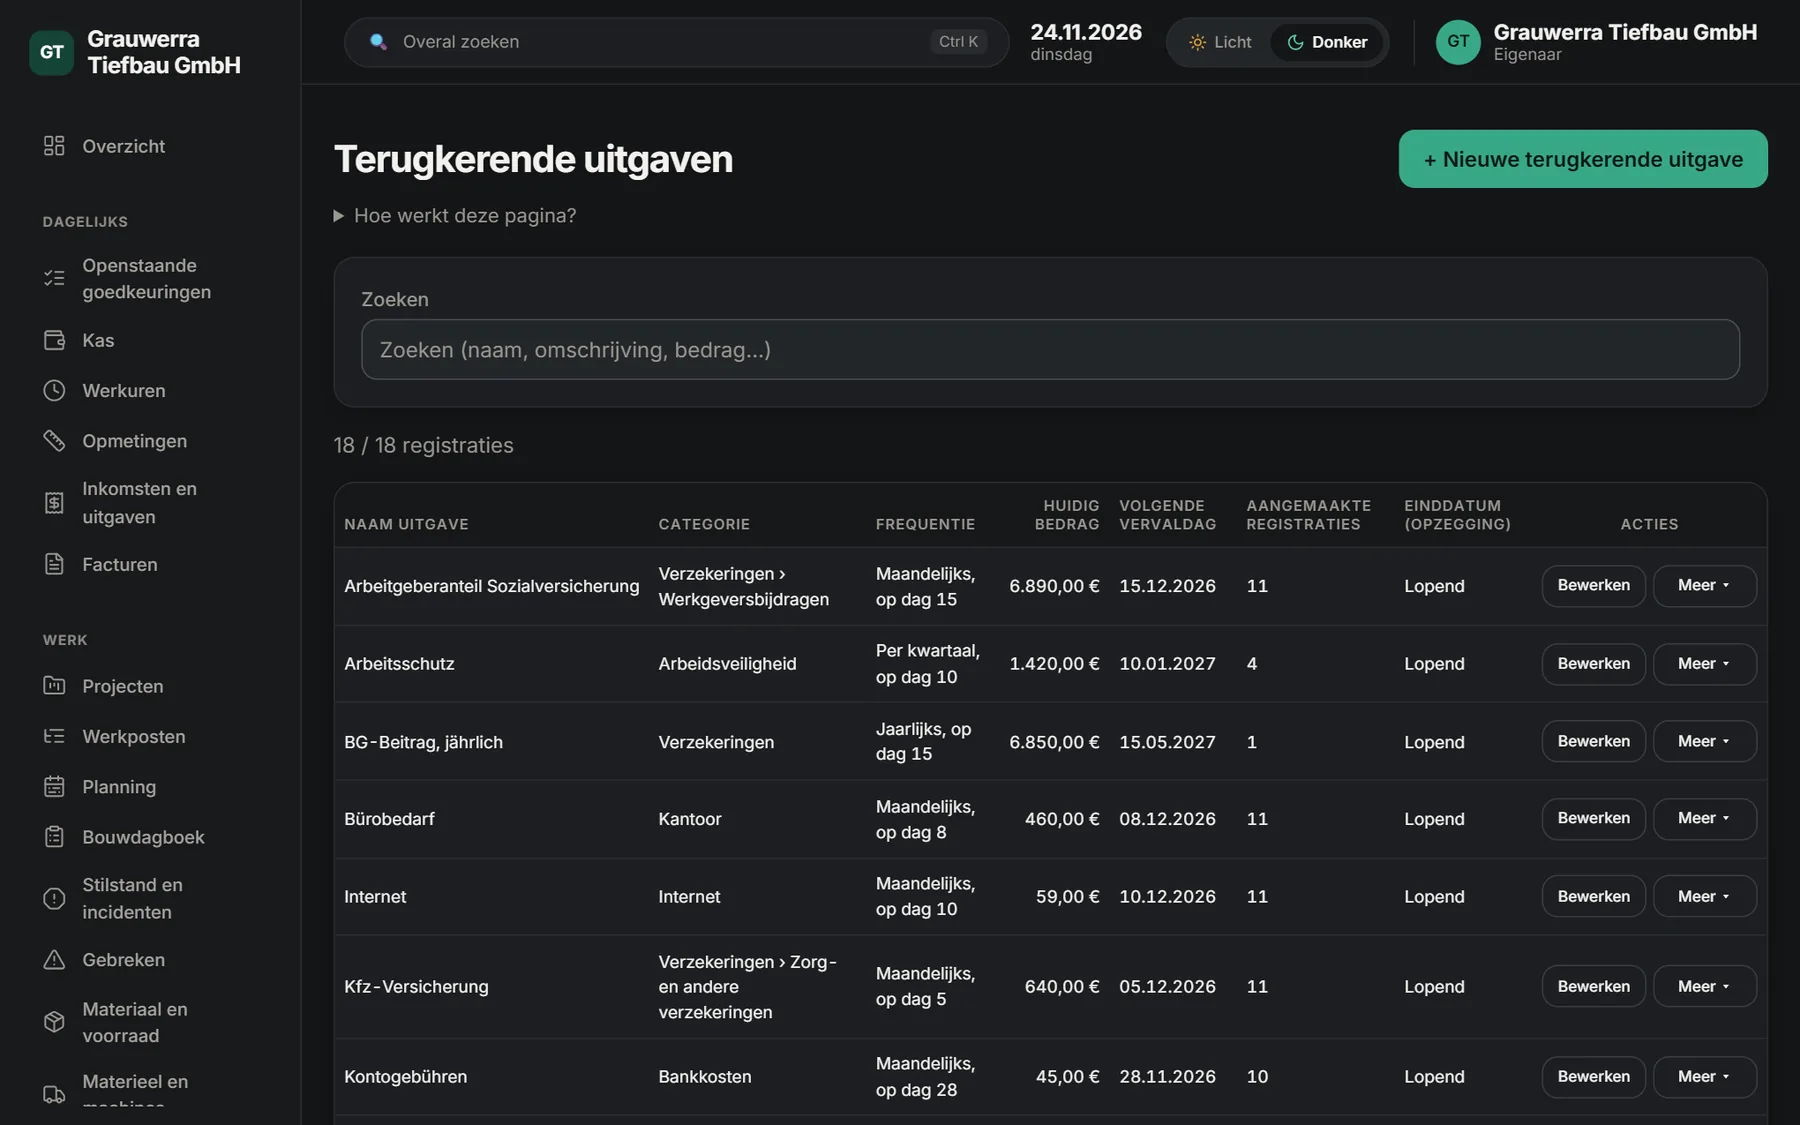 GT
Grauwerra
Tiefbau GmbH
Overzicht
DAGELIJKS
Openstaande
goedkeuringen
Kas
Werkuren
Opmetingen
Inkomsten en
uitgaven
Facturen
WERK
Projecten
Werkposten
Planning
Bouwdagboek
Stilstand en
incidenten
Gebreken
Materiaal en
voorraad
Materieel en
machines
Overal zoeken
Ctrl K
24.11.2026
dinsdag
Licht
Donker
GT
Grauwerra Tiefbau GmbH
Eigenaar
Terugkerende uitgaven
+ Nieuwe terugkerende uitgave
▶ Hoe werkt deze pagina?
Zoeken
Zoeken (naam, omschrijving, bedrag...)
18 / 18 registraties
NAAM UITGAVE
CATEGORIE
FREQUENTIE
HUIDIG
BEDRAG
VOLGENDE
VERVALDAG
AANGEMAAKTE
REGISTRATIES
EINDDATUM
(OPZEGGING)
ACTIES
Arbeitgeberanteil Sozialversicherung
Verzekeringen ›
Werkgeversbijdragen
Maandelijks,
op dag 15
6.890,00 €
15.12.2026
11
Lopend
Bewerken
Meer
Arbeitsschutz
Arbeidsveiligheid
Per kwartaal,
op dag 10
1.420,00 €
10.01.2027
4
Lopend
Bewerken
Meer
BG-Beitrag, jährlich
Verzekeringen
Jaarlijks, op
dag 15
6.850,00 €
15.05.2027
1
Lopend
Bewerken
Meer
Bürobedarf
Kantoor
Maandelijks,
op dag 8
460,00 €
08.12.2026
11
Lopend
Bewerken
Meer
Internet
Internet
Maandelijks,
op dag 10
59,00 €
10.12.2026
11
Lopend
Bewerken
Meer
Kfz-Versicherung
Verzekeringen › Zorg-
en andere
verzekeringen
Maandelijks,
op dag 5
640,00 €
05.12.2026
11
Lopend
Bewerken
Meer
Kontogebühren
Bankkosten
Maandelijks,
op dag 28
45,00 €
28.11.2026
10
Lopend
Bewerken
Meer